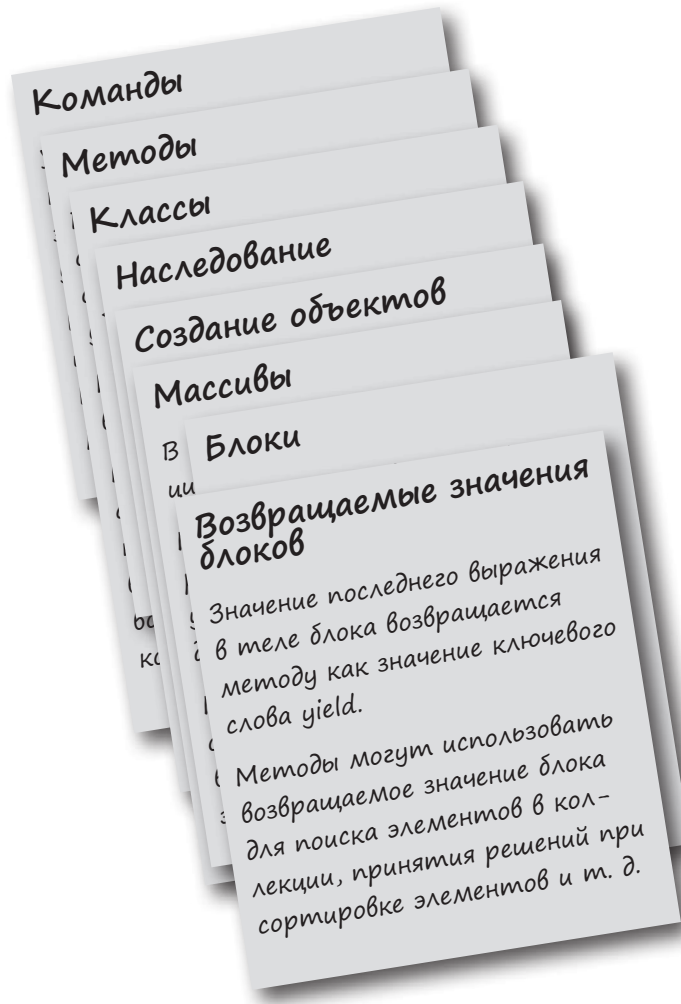 Команды
Методы
Классы
Наследование
Создание объектов
Массивы
В
Блоки
Возвращаемые значения
блоков
Значение последнего выражения
в теле блока возвращается
методу как значение ключевого
слова yield.
Методы могут использовать
возвращаемое значение блока
для поиска элементов в кол-
лекции, принятия решений при
сортировке элементов и т. д.